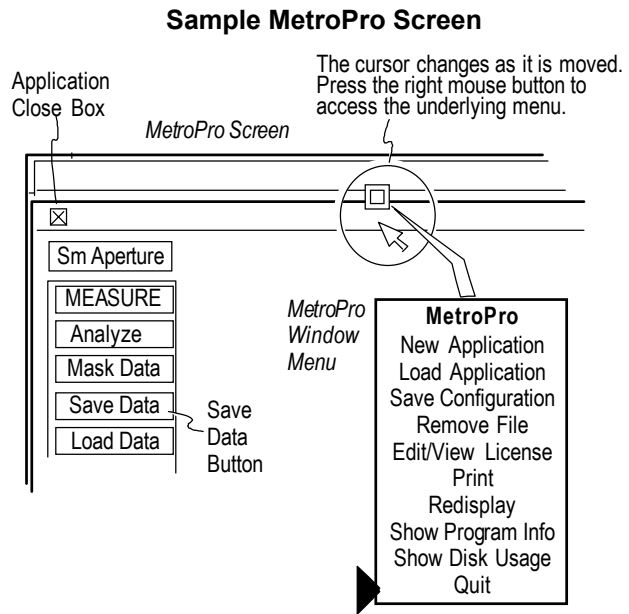 Sample MetroPro Screen
Application
Close Box
The cursor changes as it is moved.
Press the right mouse button to
access the underlying menu.
MetroPro Screen
Sm Aperture
MEASURE
Analyze
Mask Data
Save Data
Load Data
Save
Data
Button
MetroPro
Window
Menu
MetroPro
New Application
Load Application
Save Configuration
Remove File
Edit/View License
Print
Redisplay
Show Program Info
Show Disk Usage
Quit